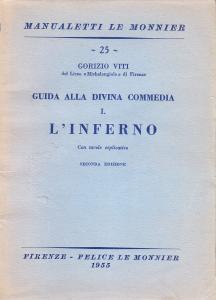 MANUALETTI LE MONNIER
- 25 -
GORIZIO VITI
del Liceo «Michelangiolo» di Firenze
GUIDA ALLA DIVINA COMMEDIA
I.
L'INFERNO
Con tavole esplicative
SECONDA EDIZIONE
FIRENZE - FELICE LE MONNIER
1955